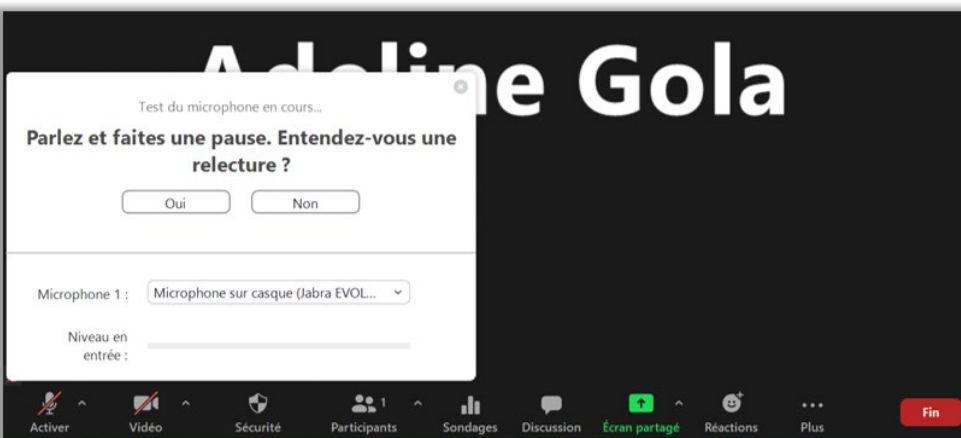 Adeline Gola
Test du microphone en cours...
Parlez et faites une pause. Entendez-vous une
relecture ?
Oui
Non
Microphone 1 :
Microphone sur casque (Jabra EVOL...
Niveau en
entrée :
1
Activer
Vidéo
Sécurité
Participants
Sondages
Discussion
Écran partagé
Réactions
Plus
Fin